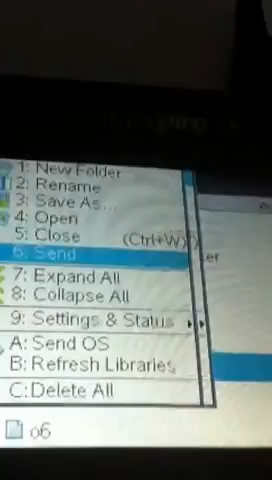 1: New Folder
2: Rename
3: Save As...
4: Open
5: Close (Ctrl+W)
6: Send
7: Expand All
8: Collapse All
9: Settings & Status
A: Send OS
B: Refresh Libraries
C:Delete All
o6